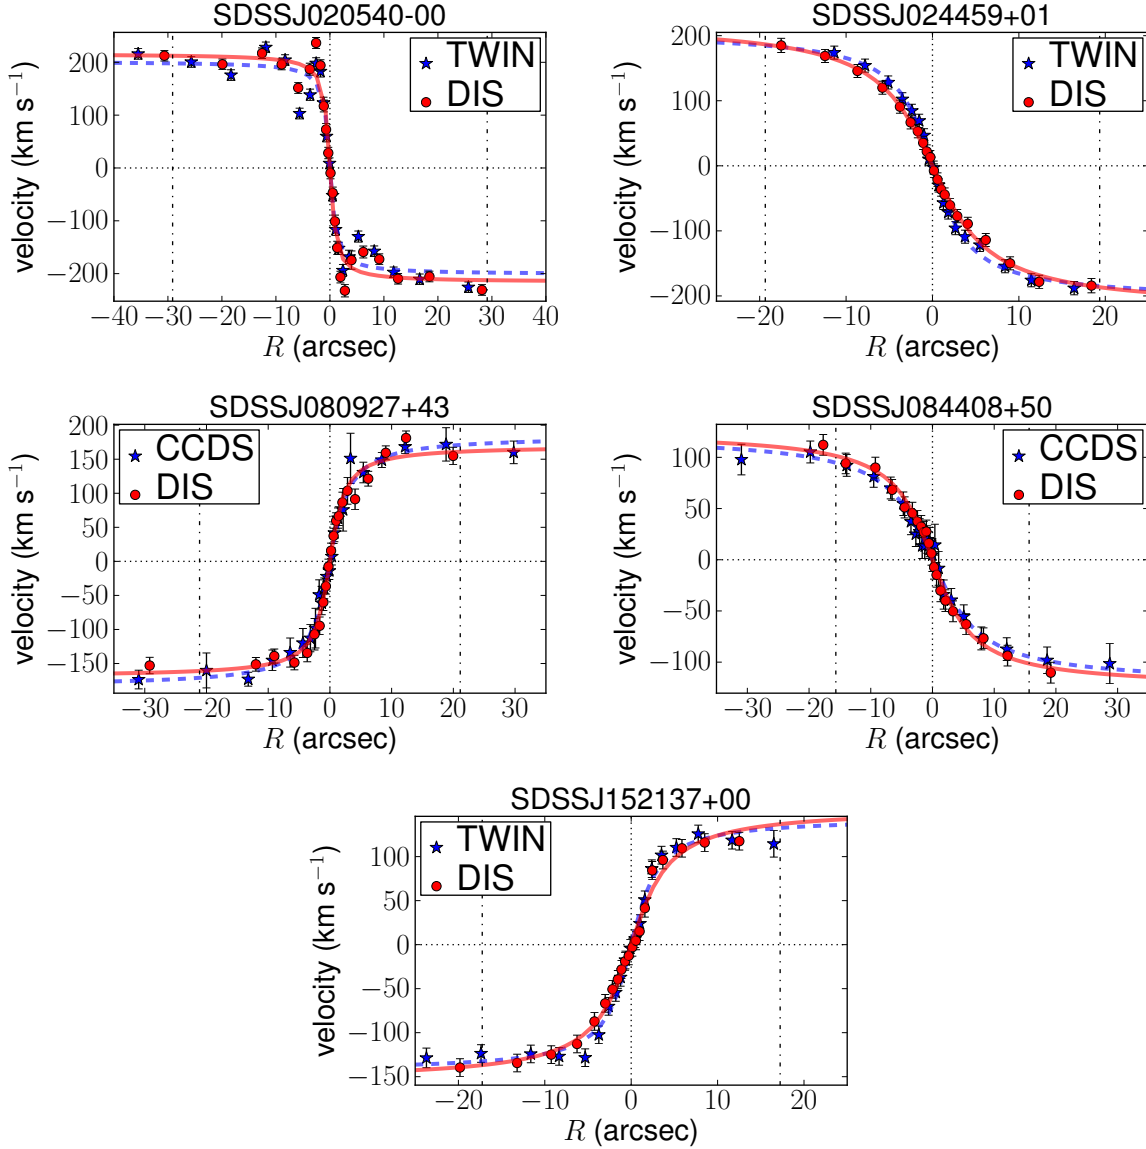 SDSSJ020540-00
TWIN
DIS
velocity (km s−1)
200
100
0
−100
−200
−40 −30 −20 −10 0 10 20 30 40
R (arcsec)
SDSSJ024459+01
TWIN
DIS
velocity (km s−1)
200
100
0
−100
−200
−20 −10 0 10 20
R (arcsec)
SDSSJ080927+43
CCDS
DIS
velocity (km s−1)
200
150
100
50
0
−50
−100
−150
−30 −20 −10 0 10 20 30
R (arcsec)
SDSSJ084408+50
CCDS
DIS
velocity (km s−1)
100
50
0
−50
−100
−30 −20 −10 0 10 20 30
R (arcsec)
SDSSJ152137+00
TWIN
DIS
velocity (km s−1)
100
50
0
−50
−100
−150
−20 −10 0 10 20
R (arcsec)